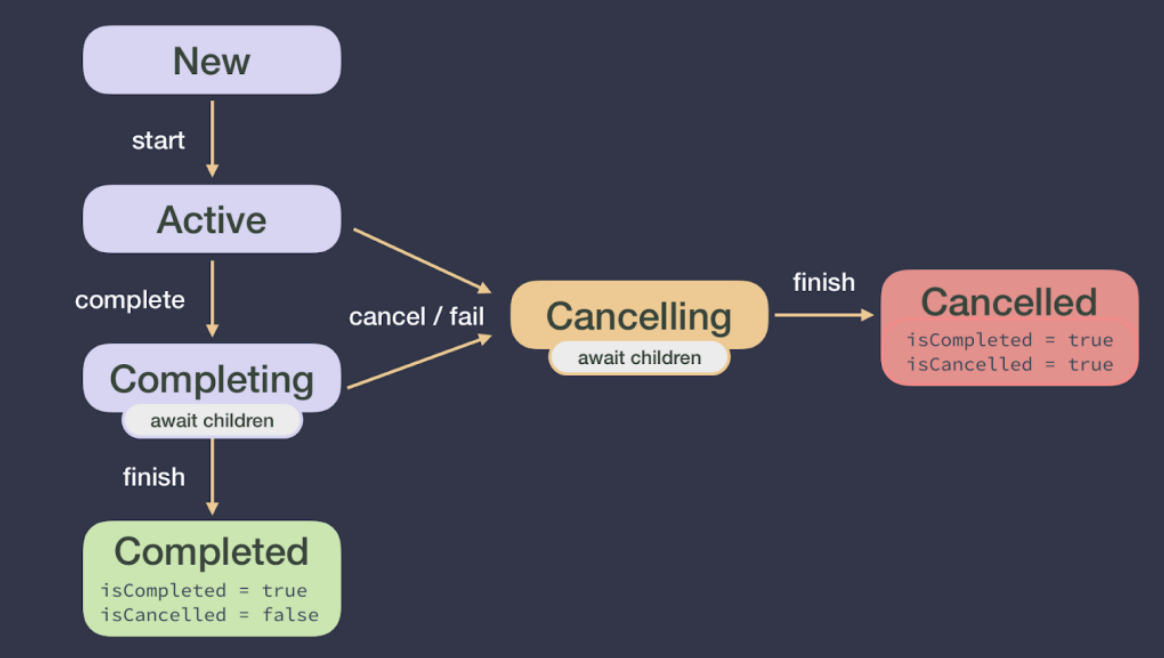 New
start
Active
complete
cancel / fail
Completing
await children
finish
Completed
isCompleted = true
isCancelled = false
Cancelling
await children
finish
Cancelled
isCompleted = true
isCancelled = true